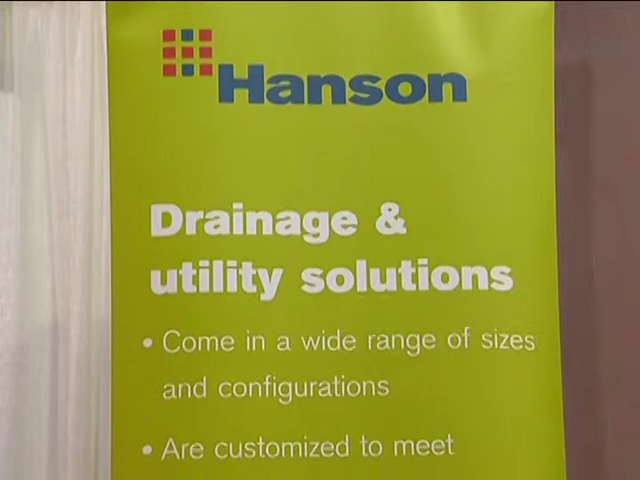 Hanson
Drainage &
utility solutions
• Come in a wide range of sizes
and configurations
• Are customized to meet